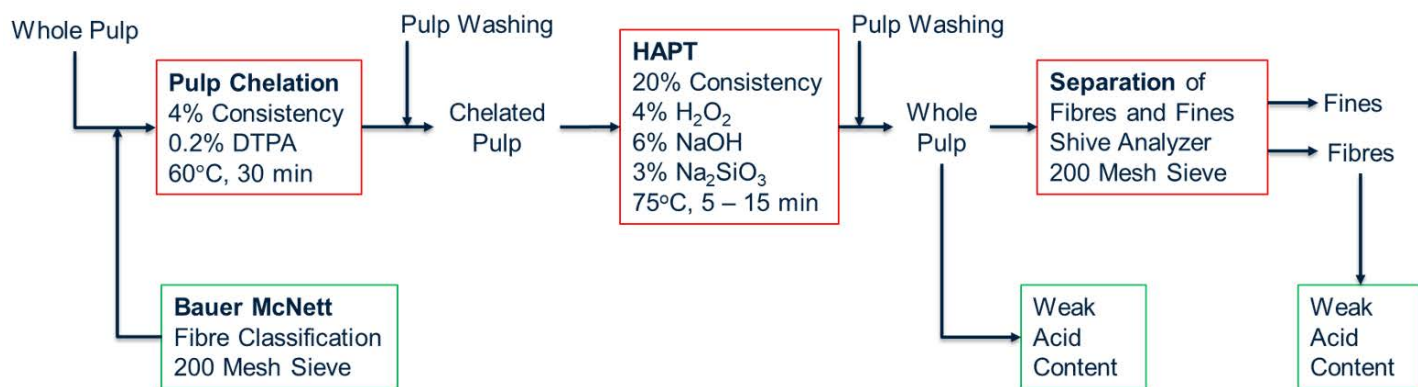 Whole Pulp
Pulp Chelation
4% Consistency
0.2% DTPA
60°C, 30 min
Bauer McNett
Fibre Classification
200 Mesh Sieve
Pulp Washing
Chelated
Pulp
HAPT
20% Consistency
4% H₂O₂
6% NaOH
3% Na₂SiO₃
75°C, 5 – 15 min
Pulp Washing
Whole
Pulp
Separation of
Fibres and Fines
Shive Analyzer
200 Mesh Sieve
Fines
Fibres
Weak
Acid
Content
Weak
Acid
Content